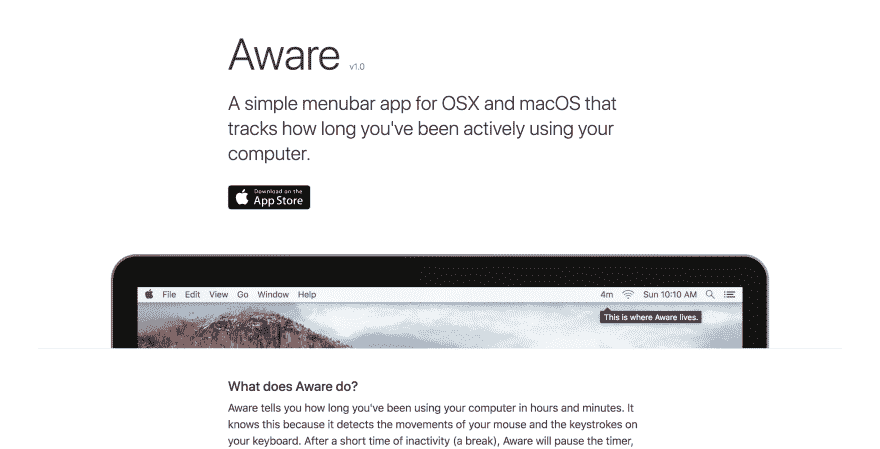 Aware v1.0
A simple menubar app for OSX and macOS that
tracks how long you've been actively using your
computer.
Download on the
App Store
File Edit View Go Window Help 4m Sun 10:10 AM
This is where Aware lives.
What does Aware do?
Aware tells you how long you've been using your computer in hours and minutes. It
knows this because it detects the movements of your mouse and the keystrokes on
your keyboard. After a short time of inactivity (a break), Aware will pause the timer,